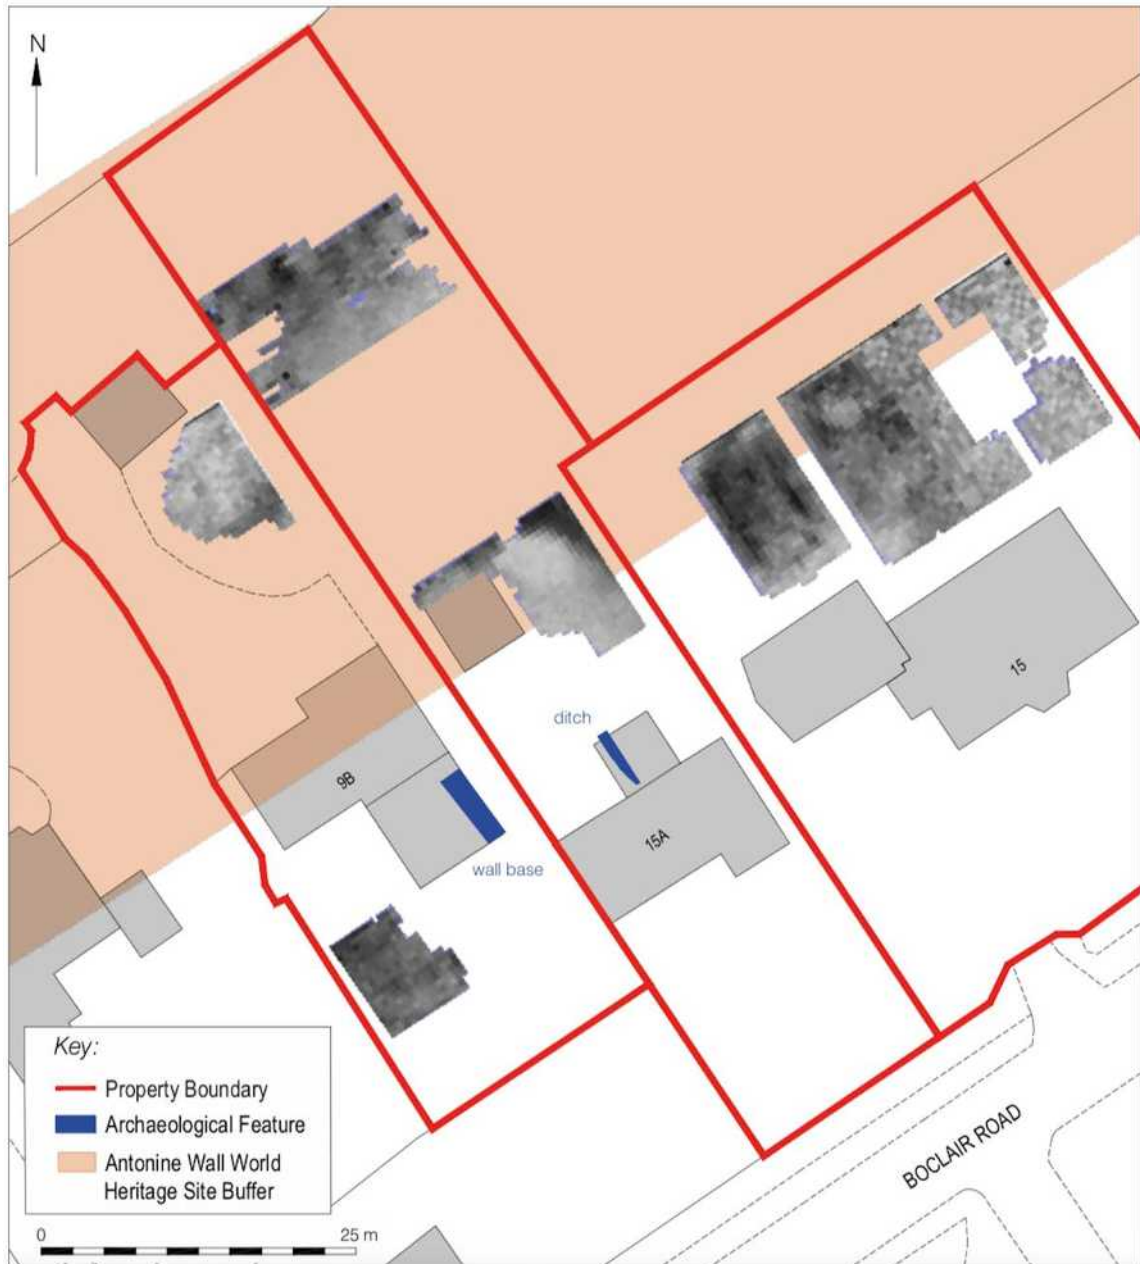 N
ditch
15
9B
15A
wall base
Key:
Property Boundary
Archaeological Feature
Antonine Wall World
Heritage Site Buffer
BOCLAIR ROAD
0
25 m